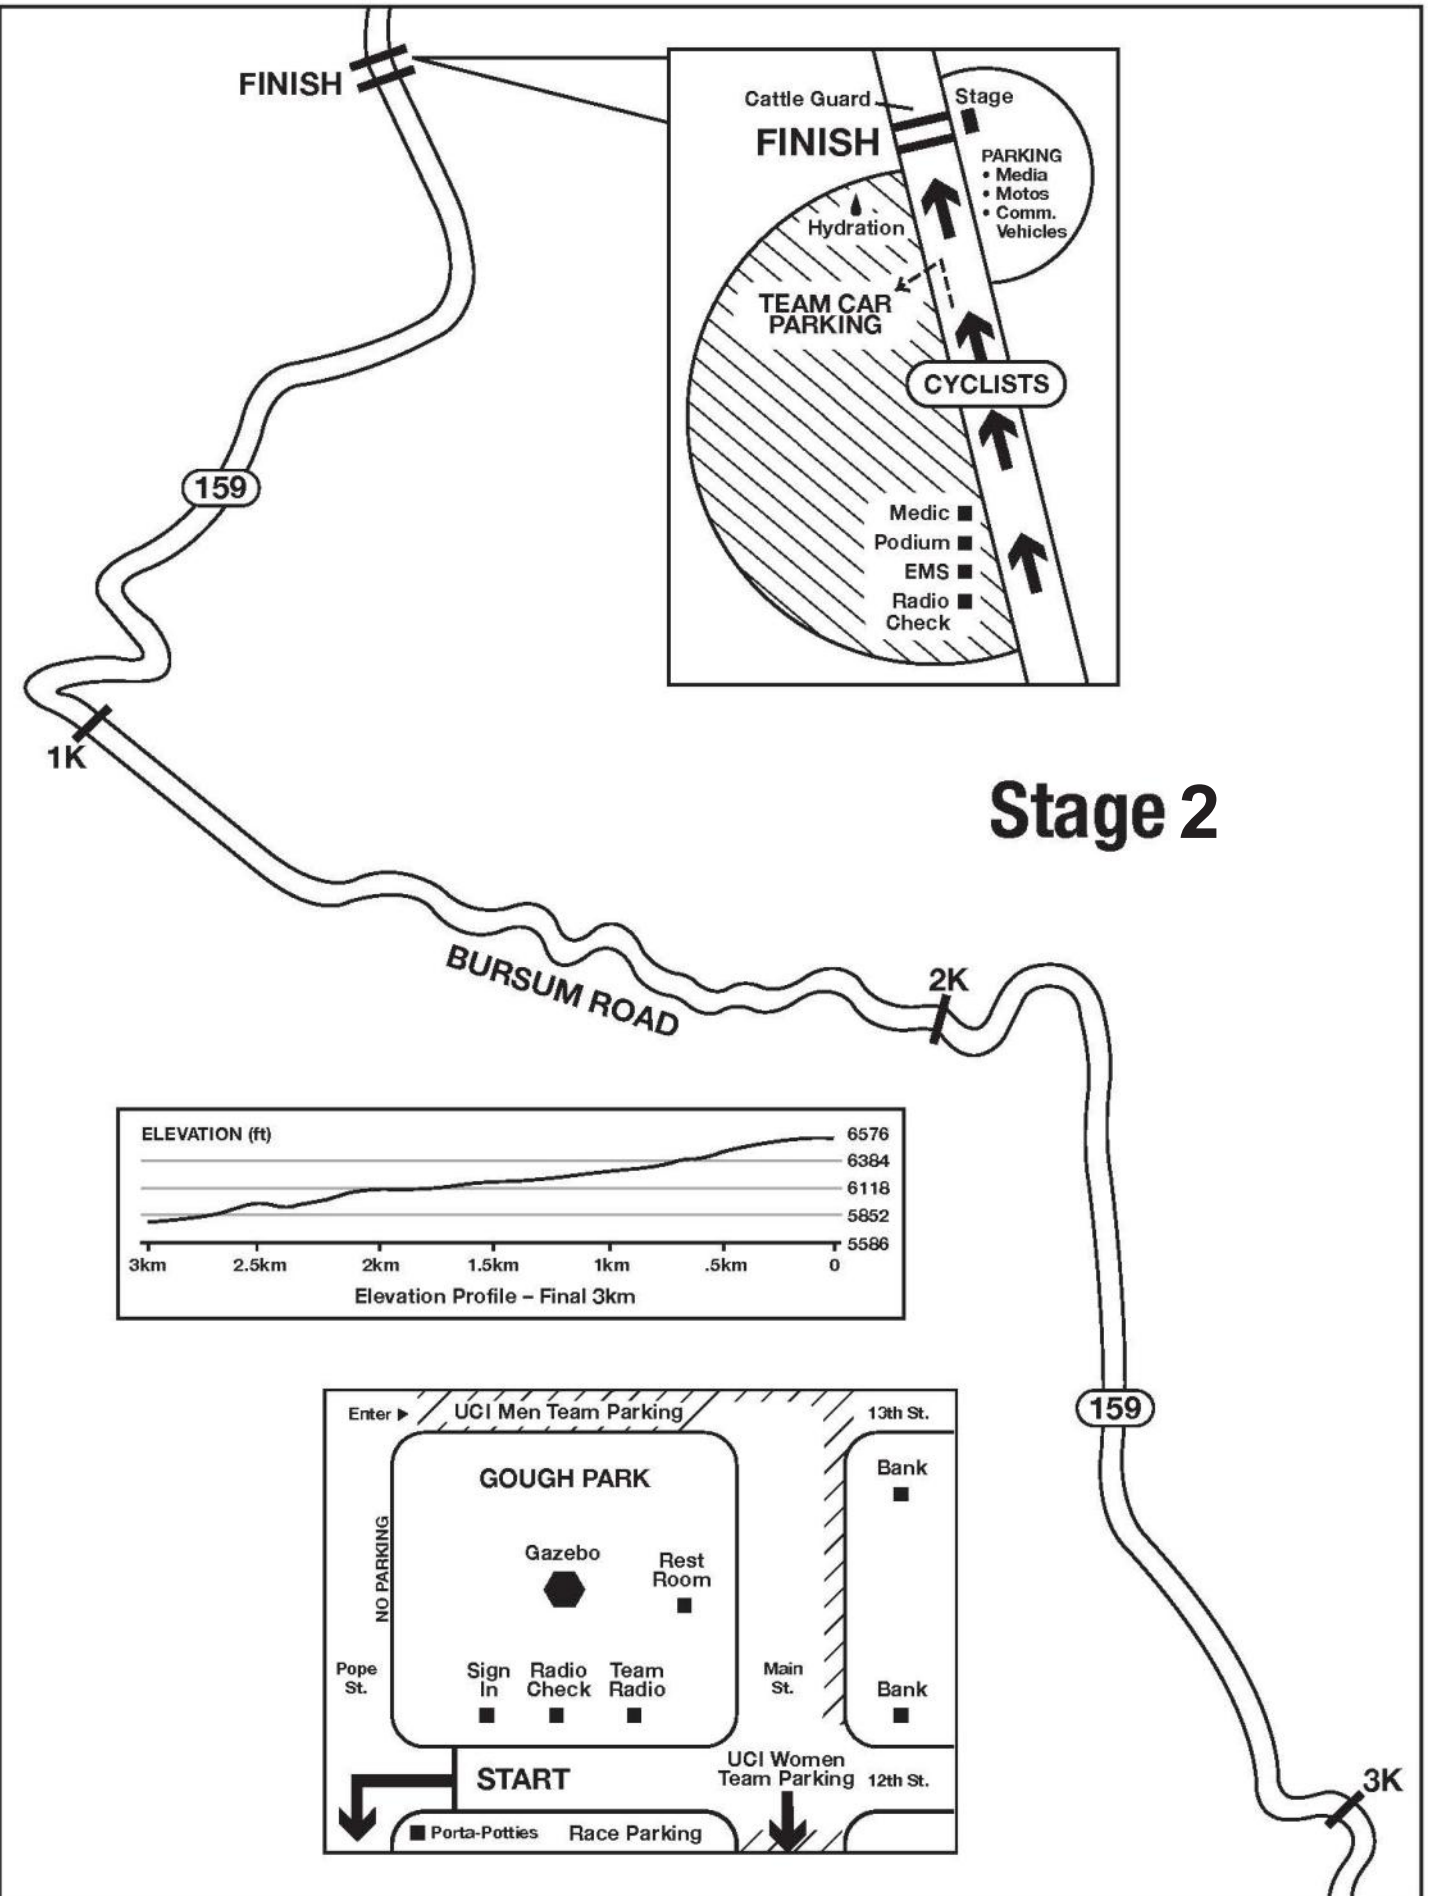 FINISH
Cattle Guard
Stage
FINISH
PARKING
• Media
• Motos
• Comm.
Vehicles
Hydration
TEAM CAR
PARKING
CYCLISTS
159
Medic
Podium
EMS
Radio
Check
1K
Stage 2
BURSUM ROAD
2K
ELEVATION (ft)
6576
6384
6118
5852
5586
3km 2.5km 2km 1.5km 1km .5km 0
Elevation Profile – Final 3km
Enter
UCI Men Team Parking
13th St.
GOUGH PARK
Bank
NO PARKING
Gazebo
Rest
Room
Pope
St.
Sign
In
Radio
Check
Team
Radio
Main
St.
Bank
START
UCI Women
Team Parking
12th St.
Porta-Potties
Race Parking
159
3K